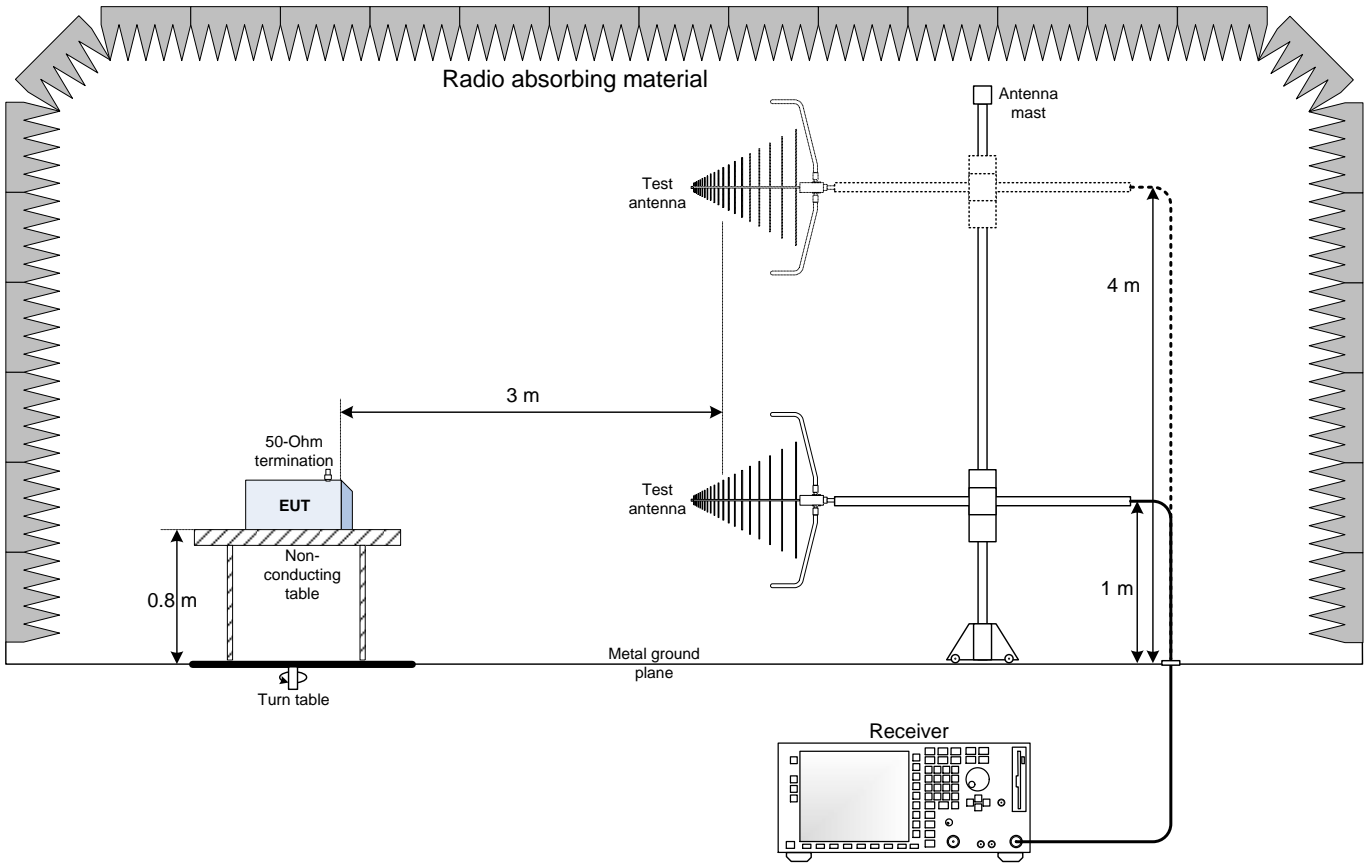 Radio absorbing material
Antenna
mast
Test
antenna
4 m
3 m
50-Ohm
termination
EUT
Test
antenna
Non-
conducting
table
0.8 m
1 m
Metal ground
plane
Turn table
Receiver